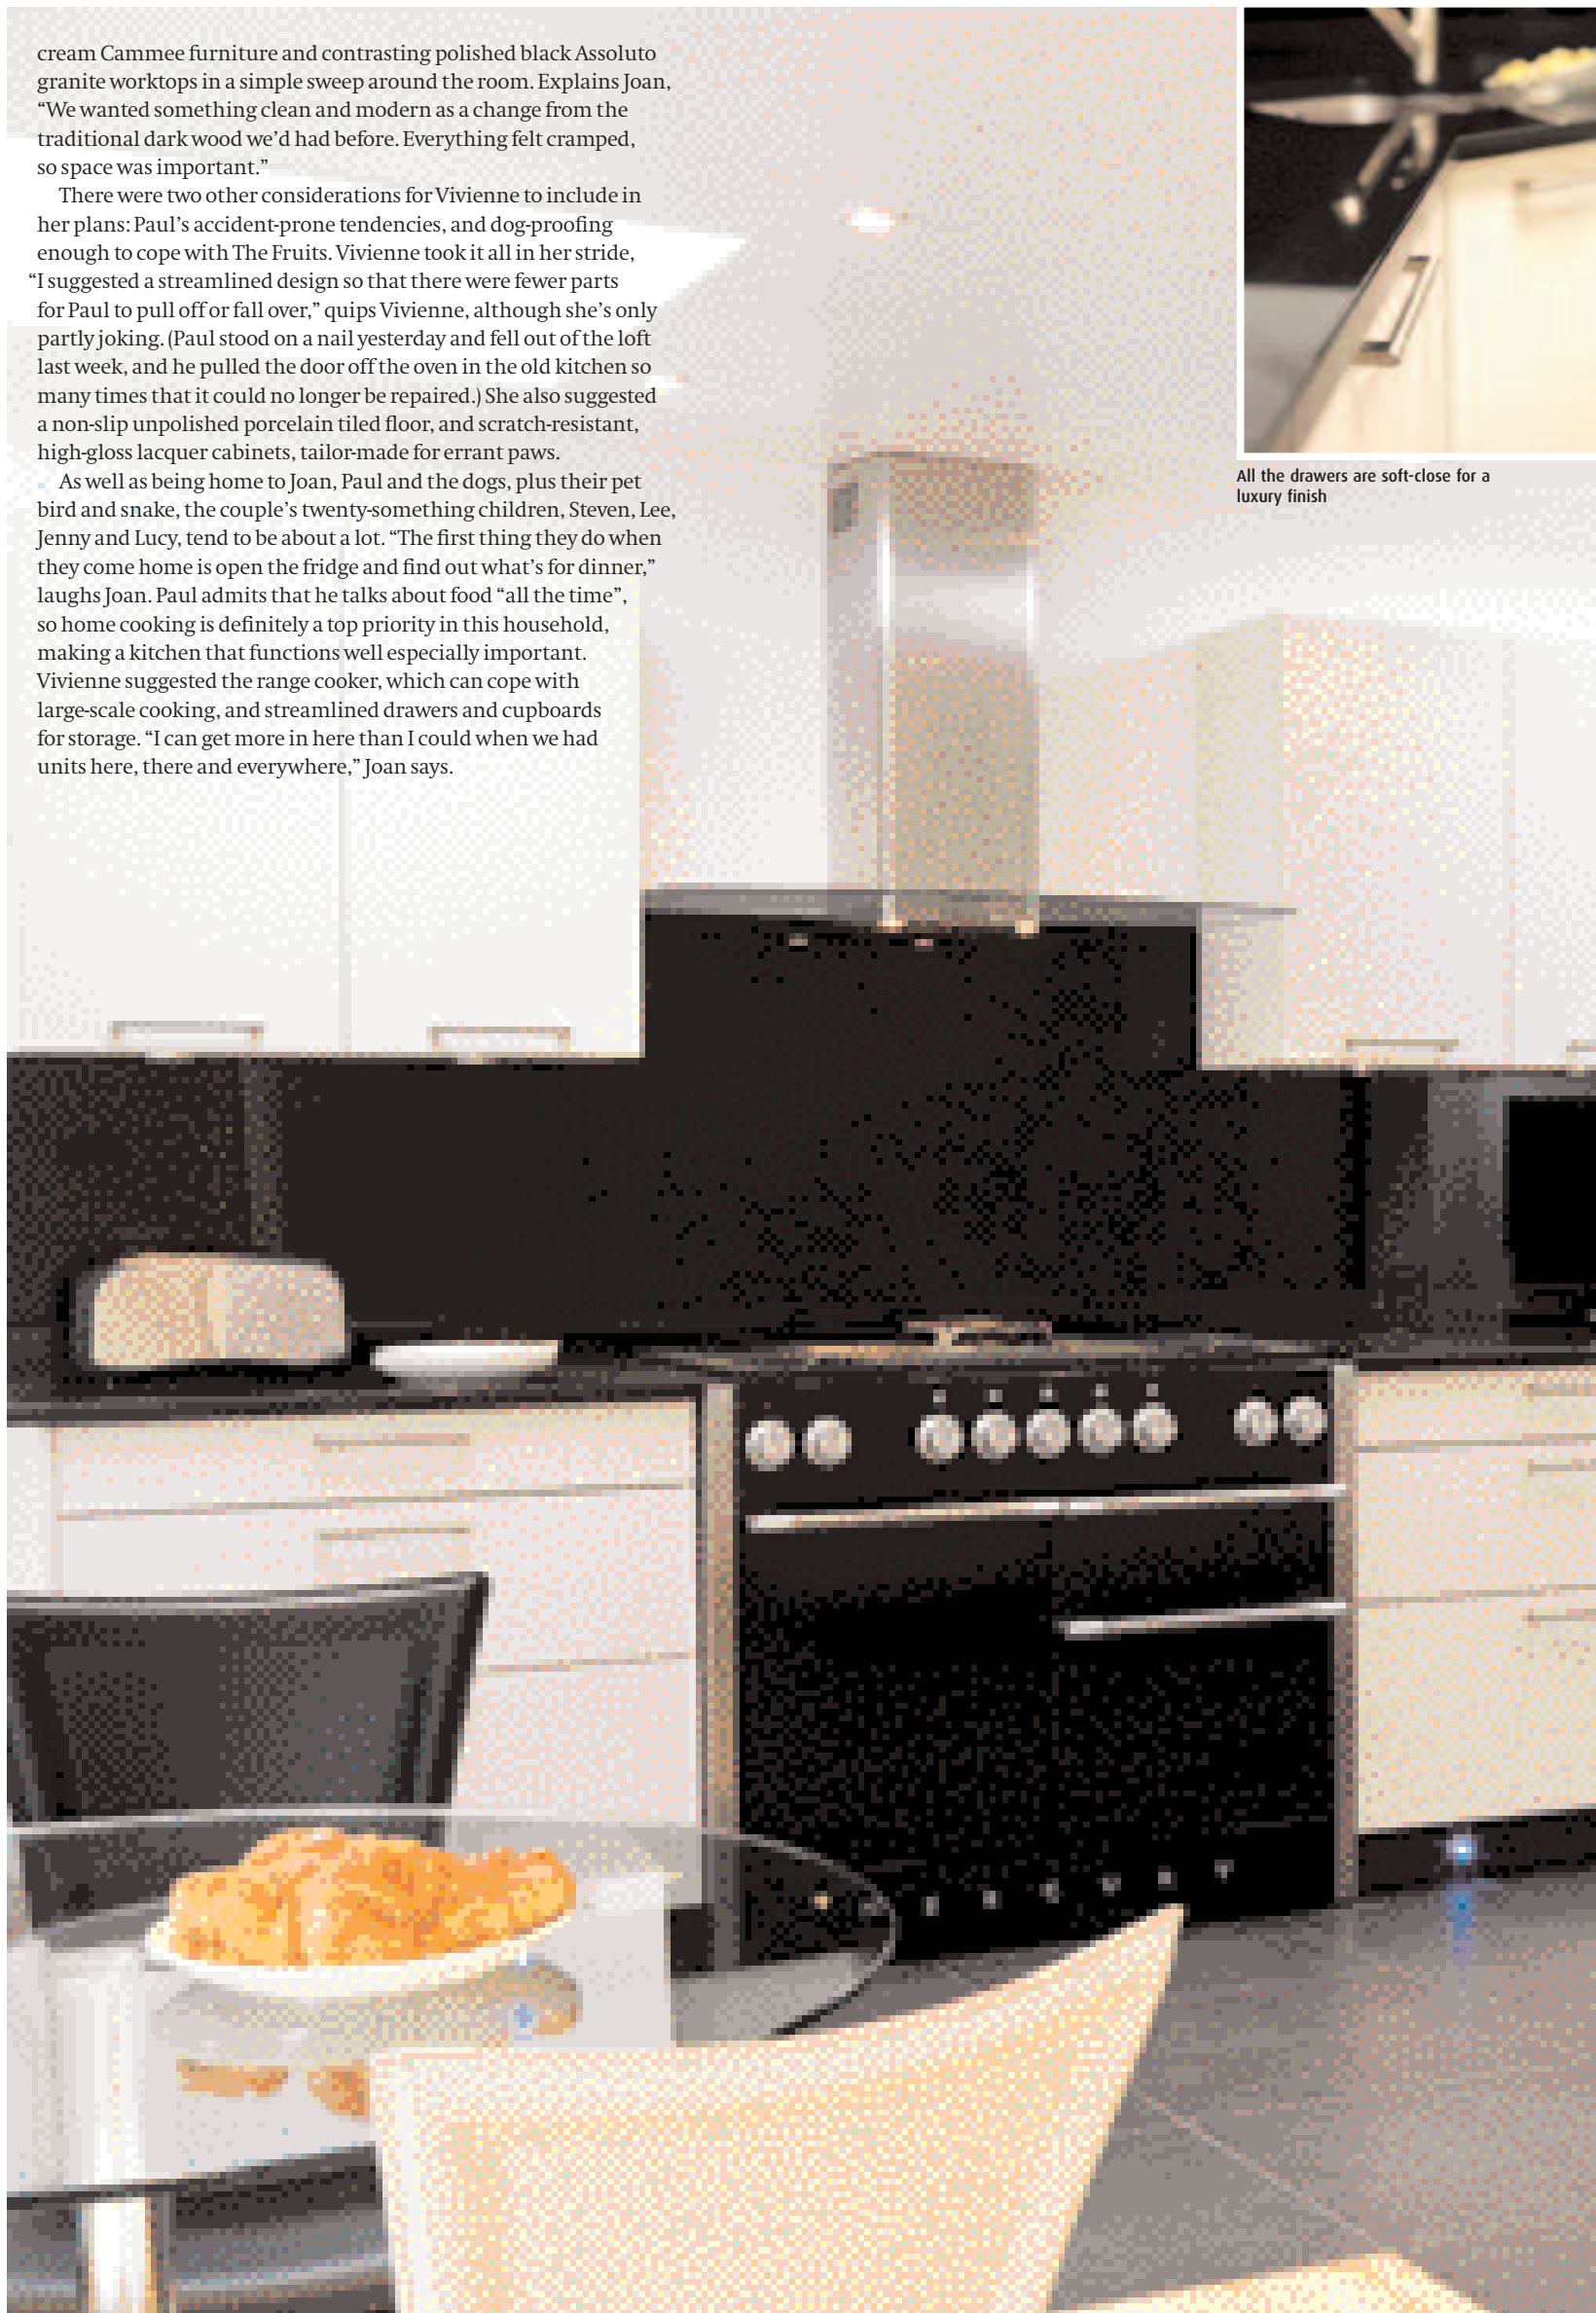 cream Cammee furniture and contrasting polished black Assoluto
granite worktops in a simple sweep around the room. Explains Joan,
“We wanted something clean and modern as a change from the
traditional dark wood we’d had before. Everything felt cramped,
so space was important.”
There were two other considerations for Vivienne to include in
her plans: Paul’s accident-prone tendencies, and dog-proofing
enough to cope with The Fruits. Vivienne took it all in her stride,
“I suggested a streamlined design so that there were fewer parts
for Paul to pull off or fall over,” quips Vivienne, although she’s only
partly joking. (Paul stood on a nail yesterday and fell out of the loft
last week, and he pulled the door off the oven in the old kitchen so
many times that it could no longer be repaired.) She also suggested
a non-slip unpolished porcelain tiled floor, and scratch-resistant,
high-gloss lacquer cabinets, tailor-made for errant paws.
As well as being home to Joan, Paul and the dogs, plus their pet
bird and snake, the couple’s twenty-something children, Steven, Lee,
Jenny and Lucy, tend to be about a lot. “The first thing they do when
they come home is open the fridge and find out what’s for dinner,”
laughs Joan. Paul admits that he talks about food “all the time”,
so home cooking is definitely a top priority in this household,
making a kitchen that functions well especially important.
Vivienne suggested the range cooker, which can cope with
large-scale cooking, and streamlined drawers and cupboards
for storage. “I can get more in here than I could when we had
units here, there and everywhere,” Joan says.
All the drawers are soft-close for a
luxury finish